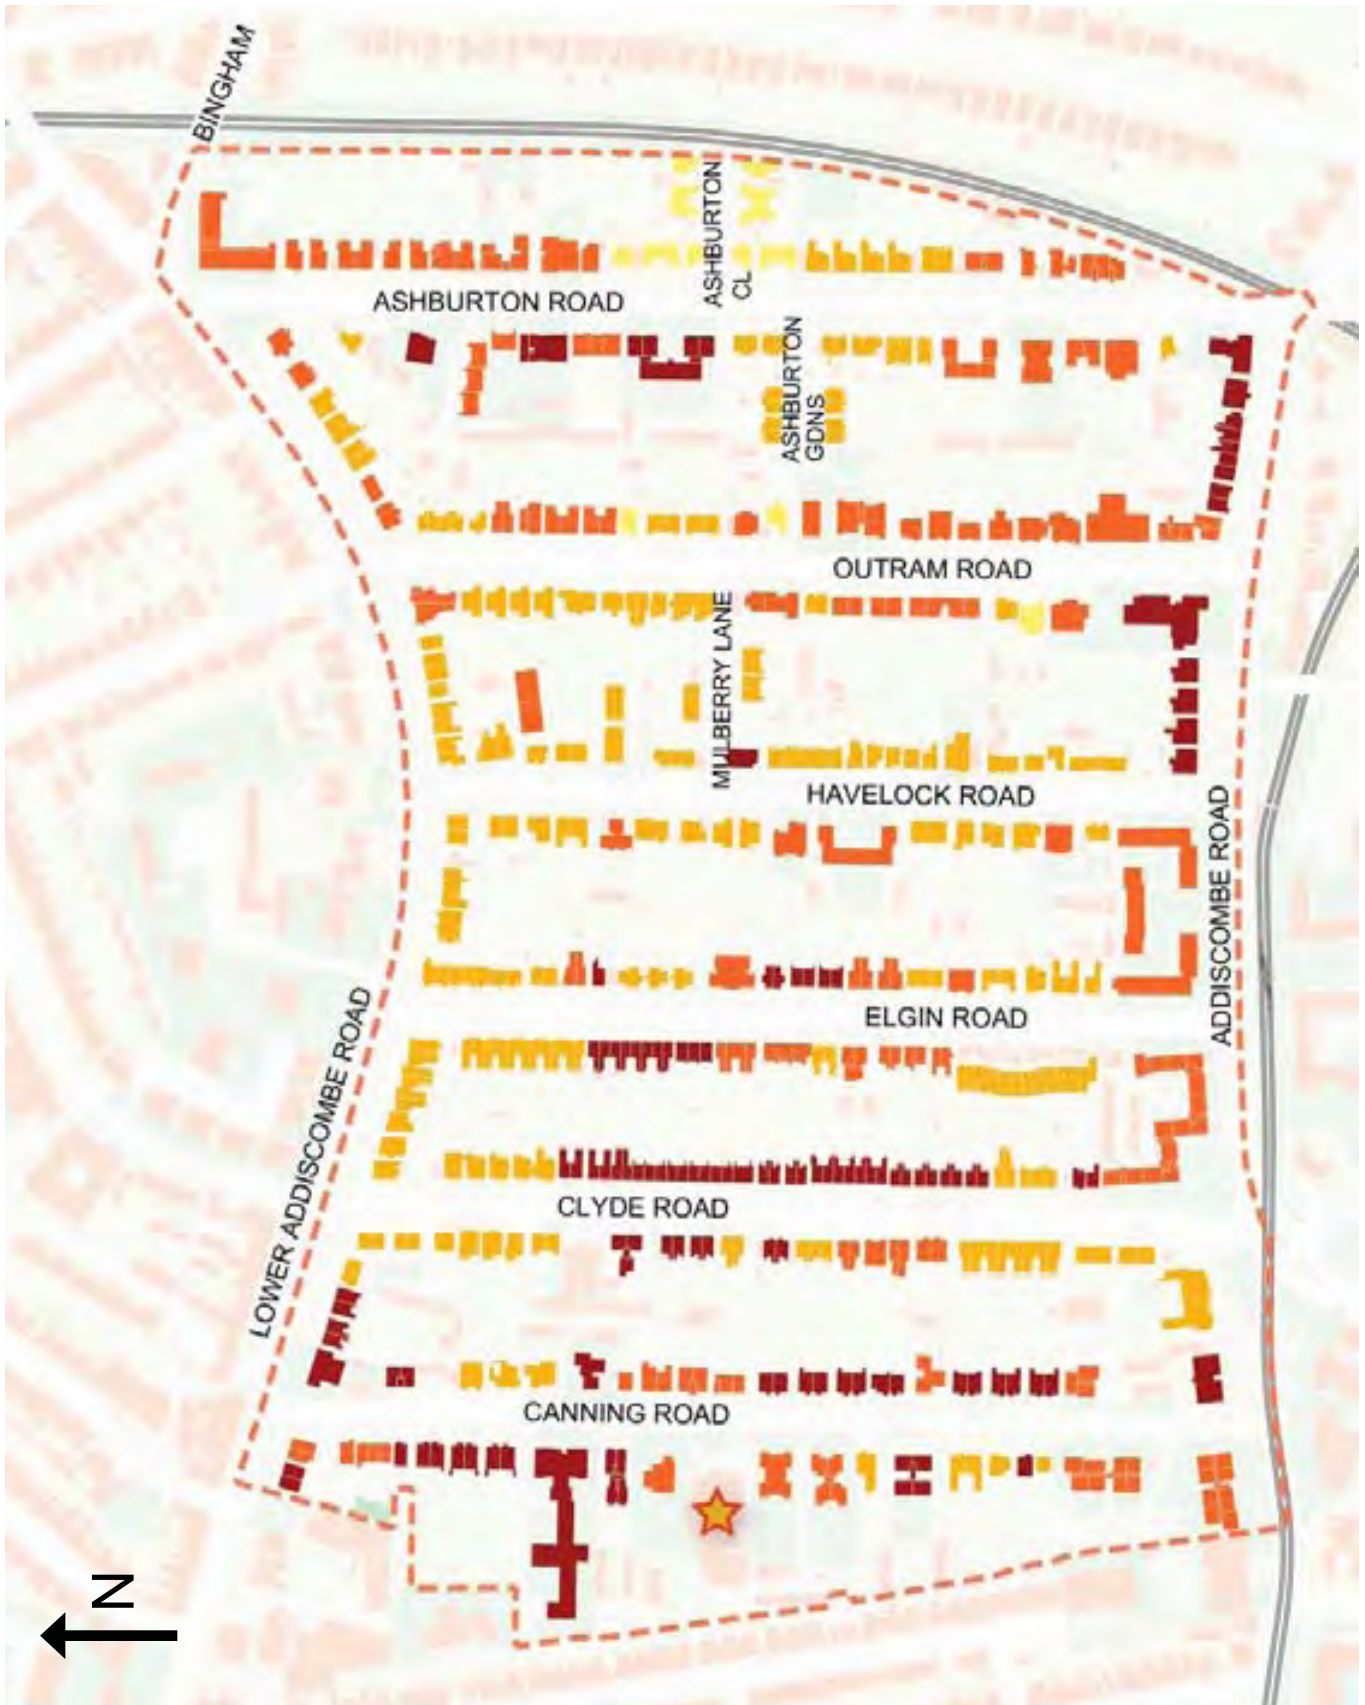 BINGHAM
ASHBURTON
CL
ASHBURTON ROAD
ASHBURTON
GDNS
OUTRAM ROAD
MULBERRY LANE
HAVELOCK ROAD
ADDISCOMBE ROAD
ELGIN ROAD
LOWER ADDISCOMBE ROAD
CLYDE ROAD
CANNING ROAD
N